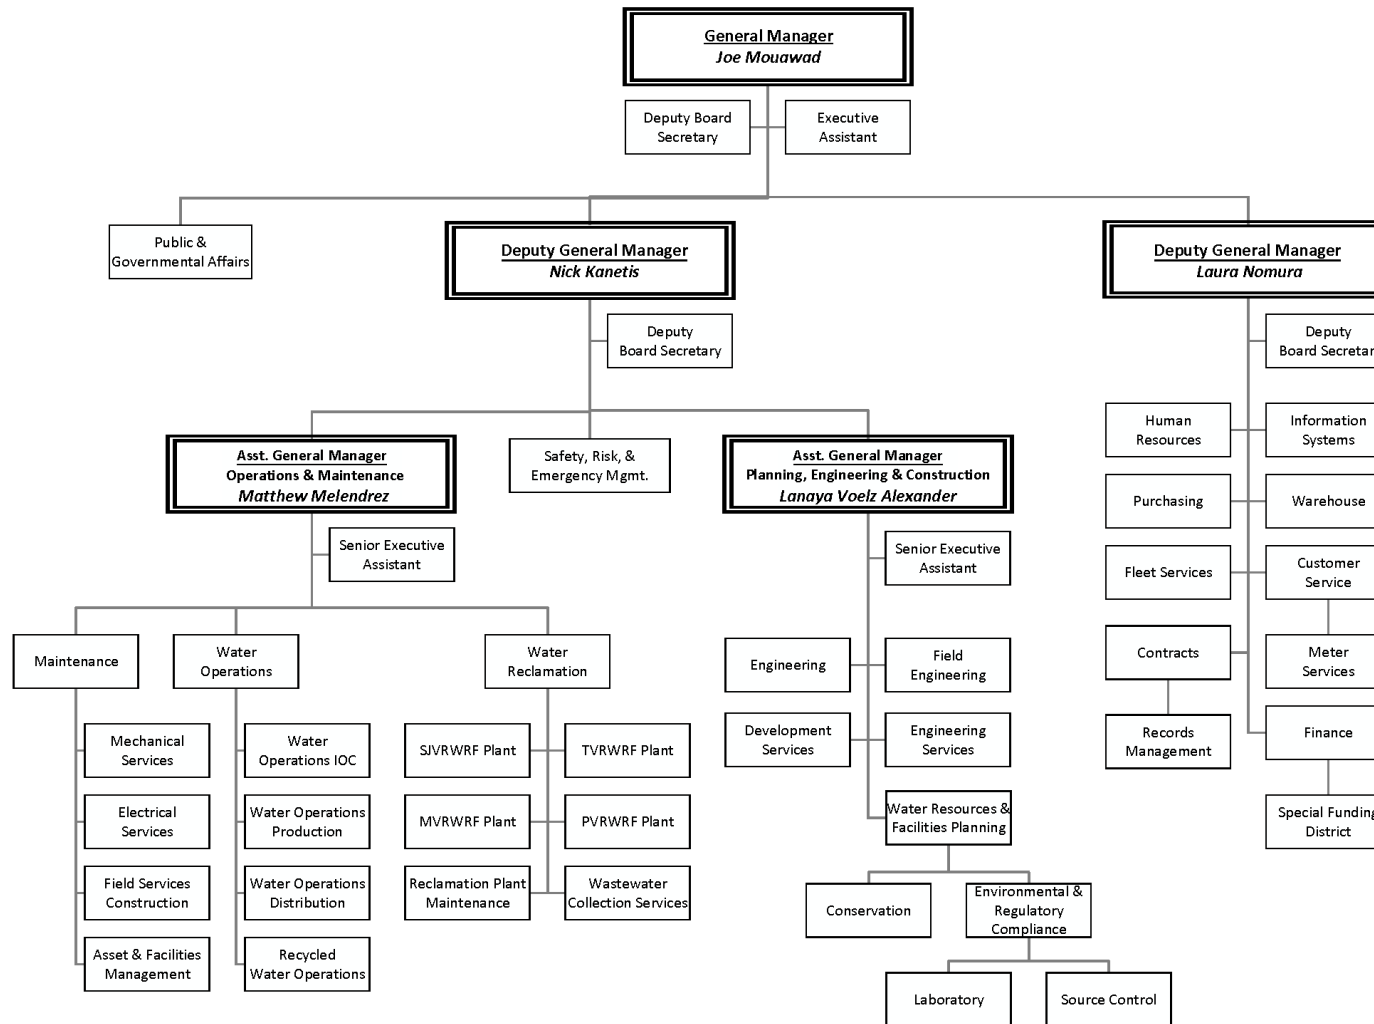 General Manager
Joe Mouawad
Deputy Board
Secretary
Executive
Assistant
Public &
Governmental Affairs
Deputy General Manager
Nick Kanetis
Deputy General Manager
Laura Nomura
Deputy
Board Secretary
Deputy
Board Secretar
Human
Resources
Information
Systems
Asst. General Manager
Operations & Maintenance
Matthew Melendrez
Safety, Risk, &
Emergency Mgmt.
Asst. General Manager
Planning, Engineering & Construction
Lanaya Voelz Alexander
Purchasing
Warehouse
Senior Executive
Assistant
Senior Executive
Assistant
Fleet Services
Customer
Service
Maintenance
Water
Operations
Water
Reclamation
Engineering
Field
Engineering
Contracts
Meter
Services
Mechanical
Services
Water
Operations IOC
SJVRWRF Plant
TVRWRF Plant
Development
Services
Engineering
Services
Records
Management
Finance
Electrical
Services
Water Operations
Production
MVRWRF Plant
PVRWRF Plant
Water Resources &
Facilities Planning
Special Funding
District
Field Services
Construction
Water Operations
Distribution
Reclamation Plant
Maintenance
Wastewater
Collection Services
Conservation
Environmental &
Regulatory
Compliance
Asset & Facilities
Management
Recycled
Water Operations
Laboratory
Source Control